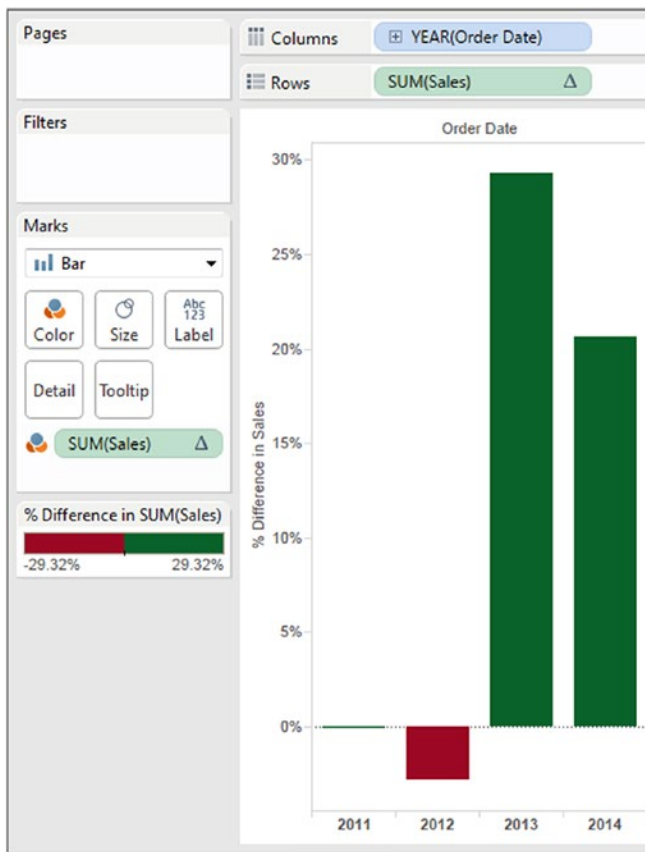 Pages
Columns
YEAR(Order Date)
Rows
SUM(Sales) Δ
Filters
Marks
Bar
Color
Size
Abc
123
Label
Detail
Tooltip
SUM(Sales) Δ
% Difference in SUM(Sales)
-29.32% 29.32%
Order Date
% Difference in Sales
30%
25%
20%
15%
10%
5%
0%
2011 2012 2013 2014